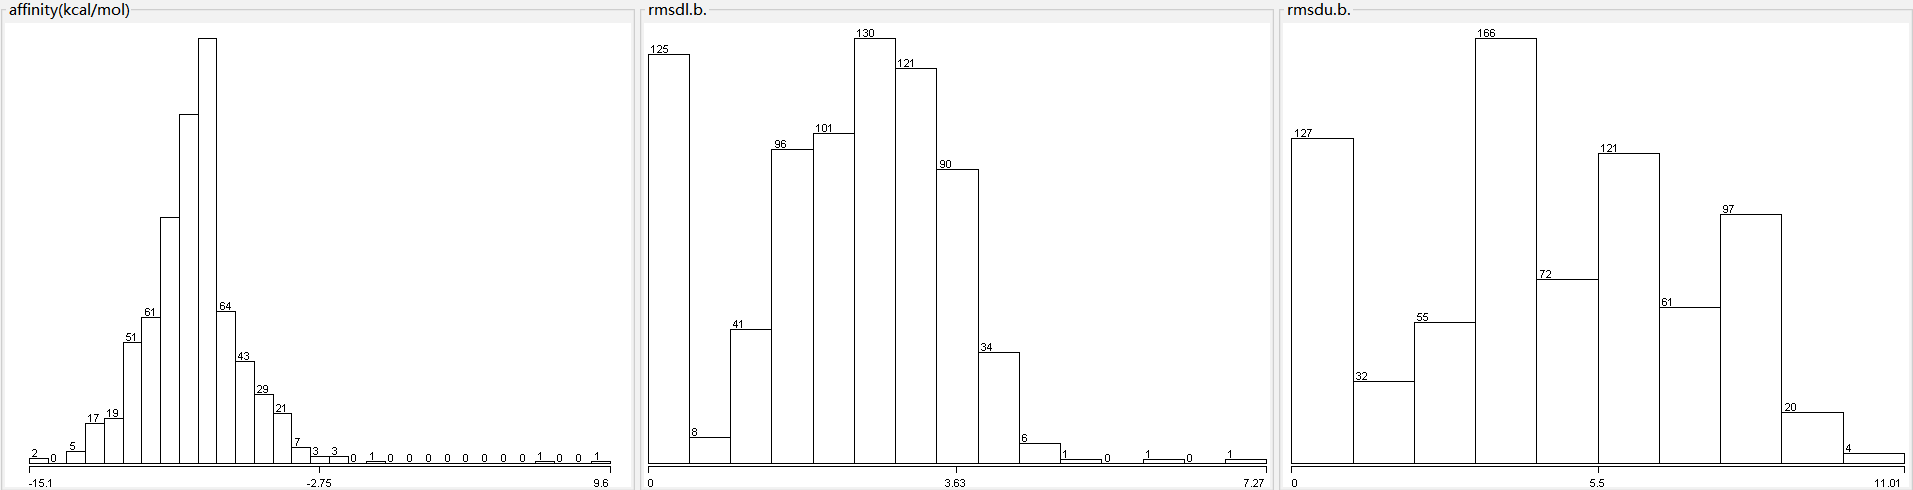 affinity(kcal/mol)
2 0 5 17 19 51 61 64 43 29 21 7 3 3 0 1 0 0 0 0 0 0 0 0 1 0 0 1
-15.1 -2.75 9.6
rmsdl.b.
125 8 41 96 101 130 121 90 34 6 1 0 1 0 1
0 3.63 7.27
rmsdu.b.
127 32 55 166 72 121 61 97 20 4
0 5.5 11.01